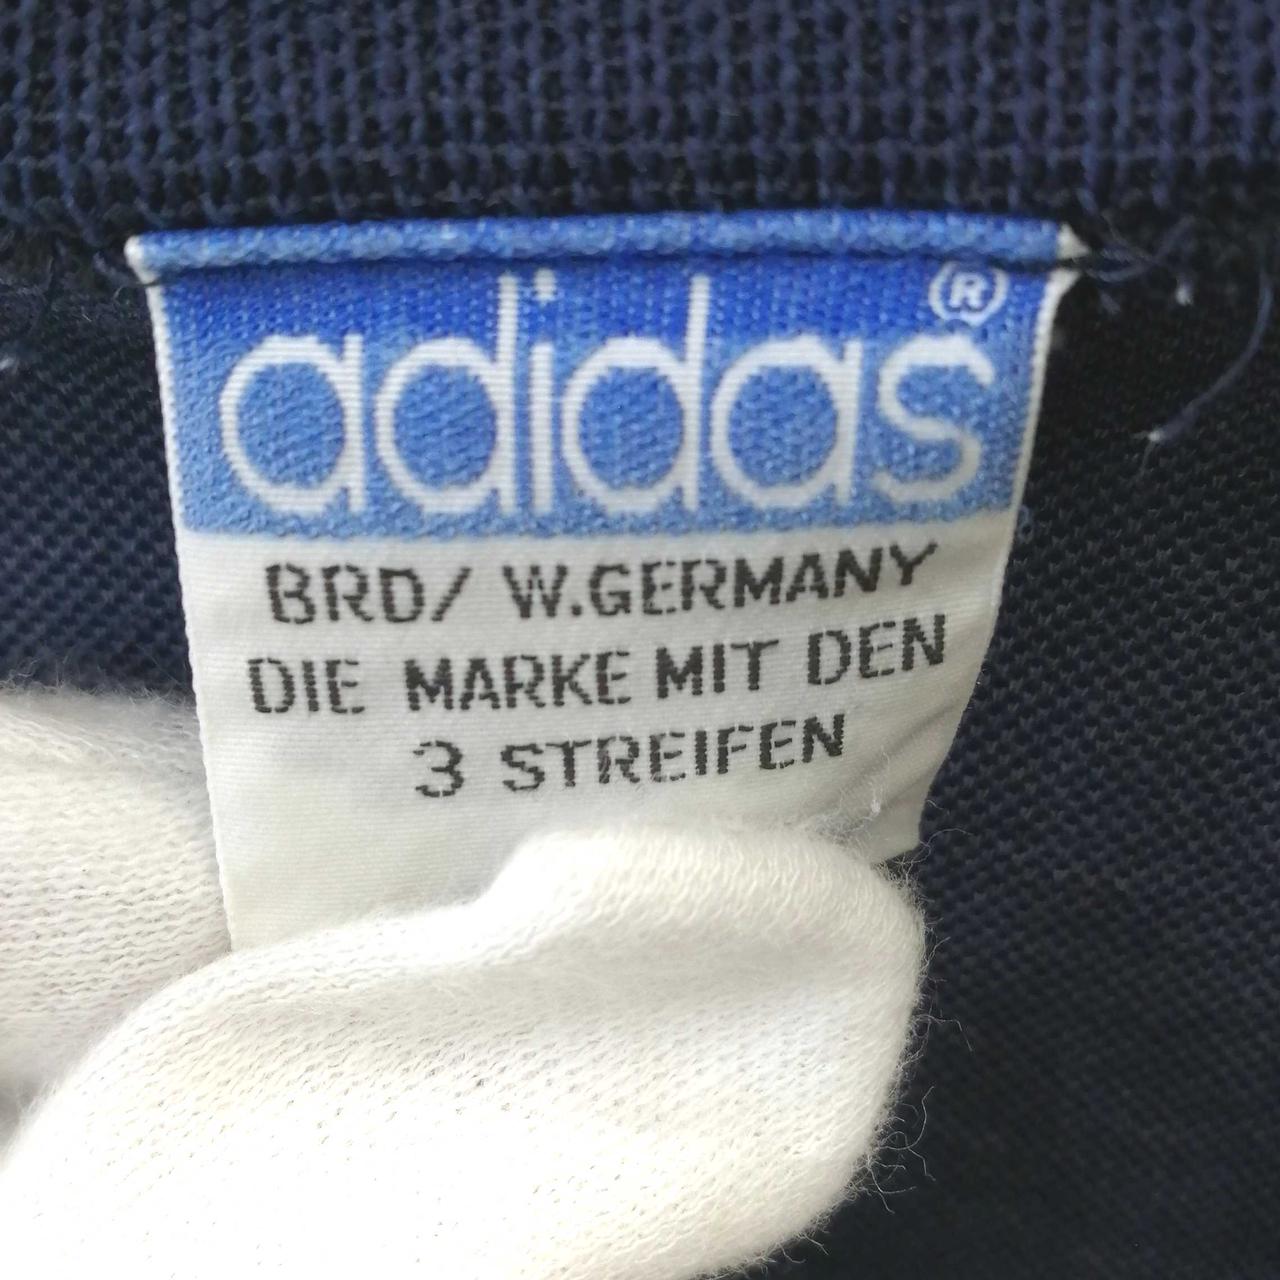 adidas®
BRD/ W.GERMANY
DIE MARKE MIT DEN
3 STREIFEN